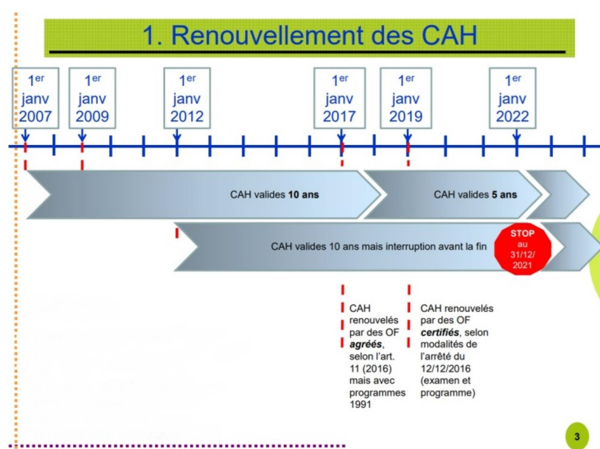 1. Renouvellement des CAH
1er
janv
2007
1er
janv
2009
1er
janv
2012
1er
janv
2017
1er
janv
2019
1er
janv
2022
CAH valides 10 ans
CAH valides 5 ans
CAH valides 10 ans mais interruption avant la fin
STOP
au
31/12/
2021
CAH
renouvelés
par des OF
agréés,
selon l'art.
11 (2016)
mais avec
programmes
1991
CAH renouvelés
par des OF
certifiés, selon
modalités de
l'arrêté du
12/12/2016
(examen et
programme)
3